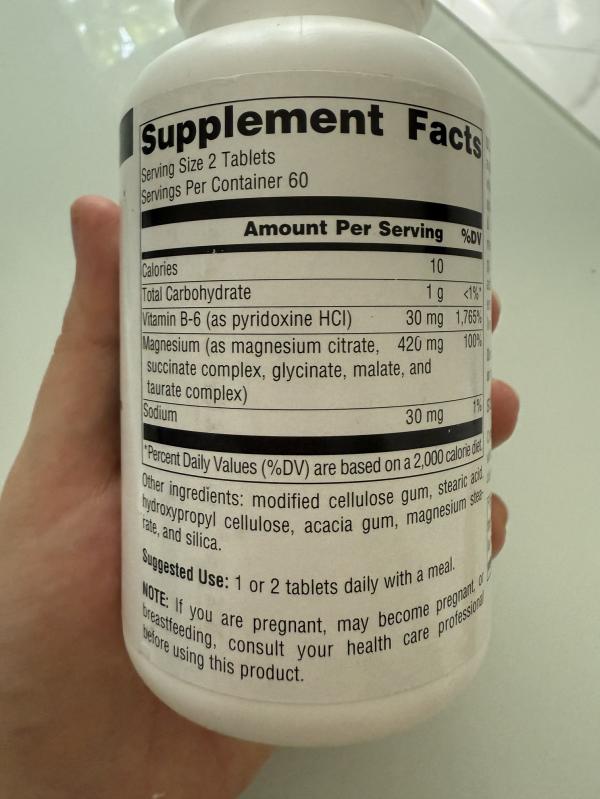 Supplement Facts
Serving Size 2 Tablets
Servings Per Container 60
Amount Per Serving %DV
Calories 10
Total Carbohydrate 1 g <1%*
Vitamin B-6 (as pyridoxine HCl) 30 mg 1,765%
Magnesium (as magnesium citrate, 420 mg 100%
succinate complex, glycinate, malate, and
taurate complex)
Sodium 30 mg 1%
*Percent Daily Values (%DV) are based on a 2,000 calorie diet.
Other ingredients: modified cellulose gum, stearic acid,
hydroxypropyl cellulose, acacia gum, magnesium stea-
rate, and silica.
Suggested Use: 1 or 2 tablets daily with a meal.
NOTE: If you are pregnant, may become pregnant, or
breastfeeding, consult your health care professional
before using this product.